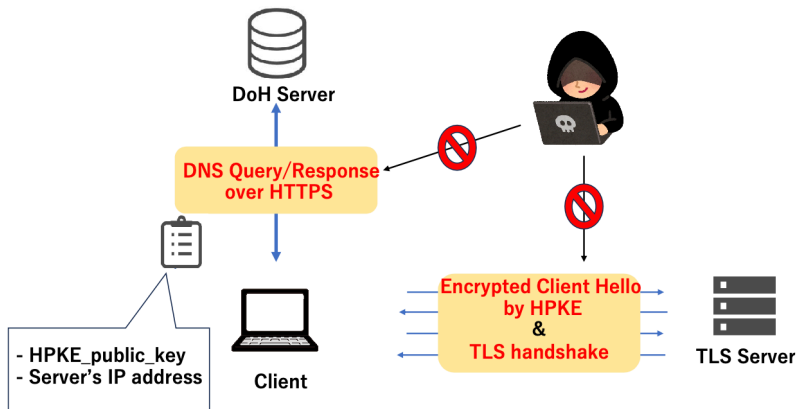 DoH Server
DNS Query/Response
over HTTPS
- HPKE_public_key
- Server's IP address
Client
Encrypted Client Hello
by HPKE
&
TLS handshake
TLS Server